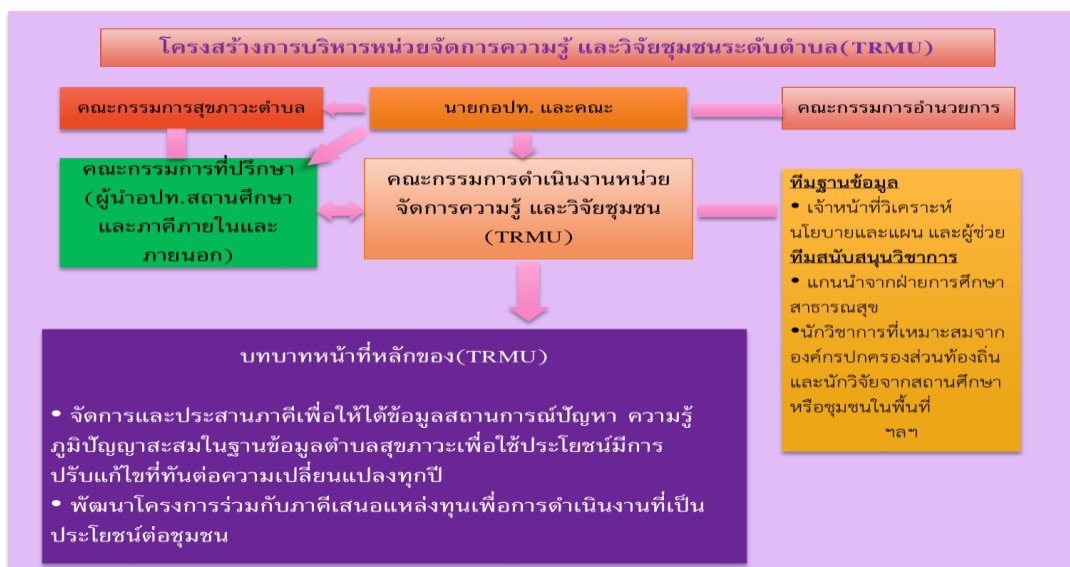 โครงสร้างการบริหารหน่วยจัดการความรู้ และวิจัยชุมชนระดับตำบล(TRMU)
คณะกรรมการสุขภาวะตำบล
นายกอปท. และคณะ
คณะกรรมการอำนวยการ
คณะกรรมการที่ปรึกษา
(ผู้นำอปท.สถานศึกษา
และภาคีภายในและ
ภายนอก)
คณะกรรมการดำเนินงานหน่วย
จัดการความรู้ และวิจัยชุมชน
(TRMU)
ทีมฐานข้อมูล
• เจ้าหน้าที่วิเคราะห์
นโยบายและแผน และผู้ช่วย
ทีมสนับสนุนวิชาการ
• แกนนำจากฝ่ายการศึกษา
สาธารณสุข
•นักวิชาการที่เหมาะสมจาก
องค์กรปกครองส่วนท้องถิ่น
และนักวิจัยจากสถานศึกษา
หรือชุมชนในพื้นที่
ฯลฯ
บทบาทหน้าที่หลักของ(TRMU)
• จัดการและประสานภาคีเพื่อให้ได้ข้อมูลสถานการณ์ปัญหา ความรู้
ภูมิปัญญาสะสมในฐานข้อมูลตำบลสุขภาวะเพื่อใช้ประโยชน์มีการ
ปรับแก้ไขที่ทันต่อความเปลี่ยนแปลงทุกปี
• พัฒนาโครงการร่วมกับภาคีเสนอแหล่งทุนเพื่อการดำเนินงานที่เป็น
ประโยชน์ต่อชุมชน